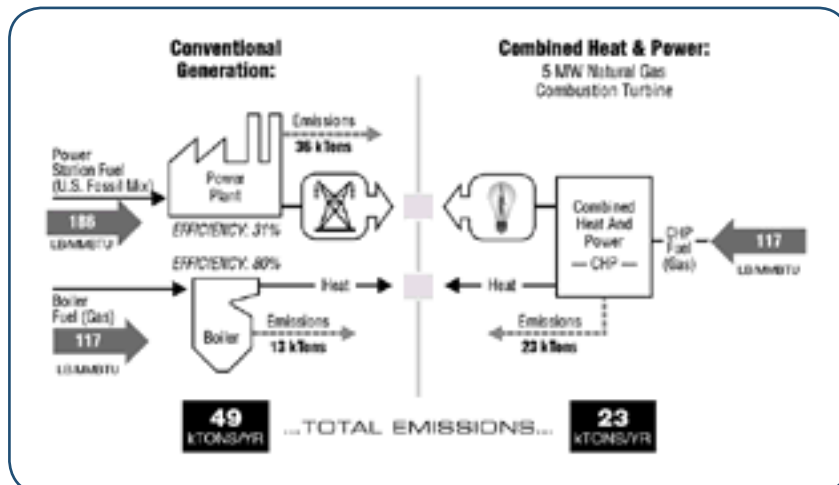 Conventional
Generation:
Combined Heat & Power:
5 MW Natural Gas
Combustion Turbine
Emissions
36 kTons
Power
Station Fuel
(U.S. Fossil Mix)
186
LB/MMBTU
Power
Plant
EFFICIENCY: 31%
Combined
Heat And
Power
— CHP —
CHP
Fuel
(Gas)
117
LB/MMBTU
EFFICIENCY: 80%
Heat
Heat
Boiler
Fuel (Gas)
117
LB/MMBTU
Boiler
Emissions
13 kTons
Emissions
23 kTons
49
kTONS/YR
...TOTAL EMISSIONS...
23
kTONS/YR